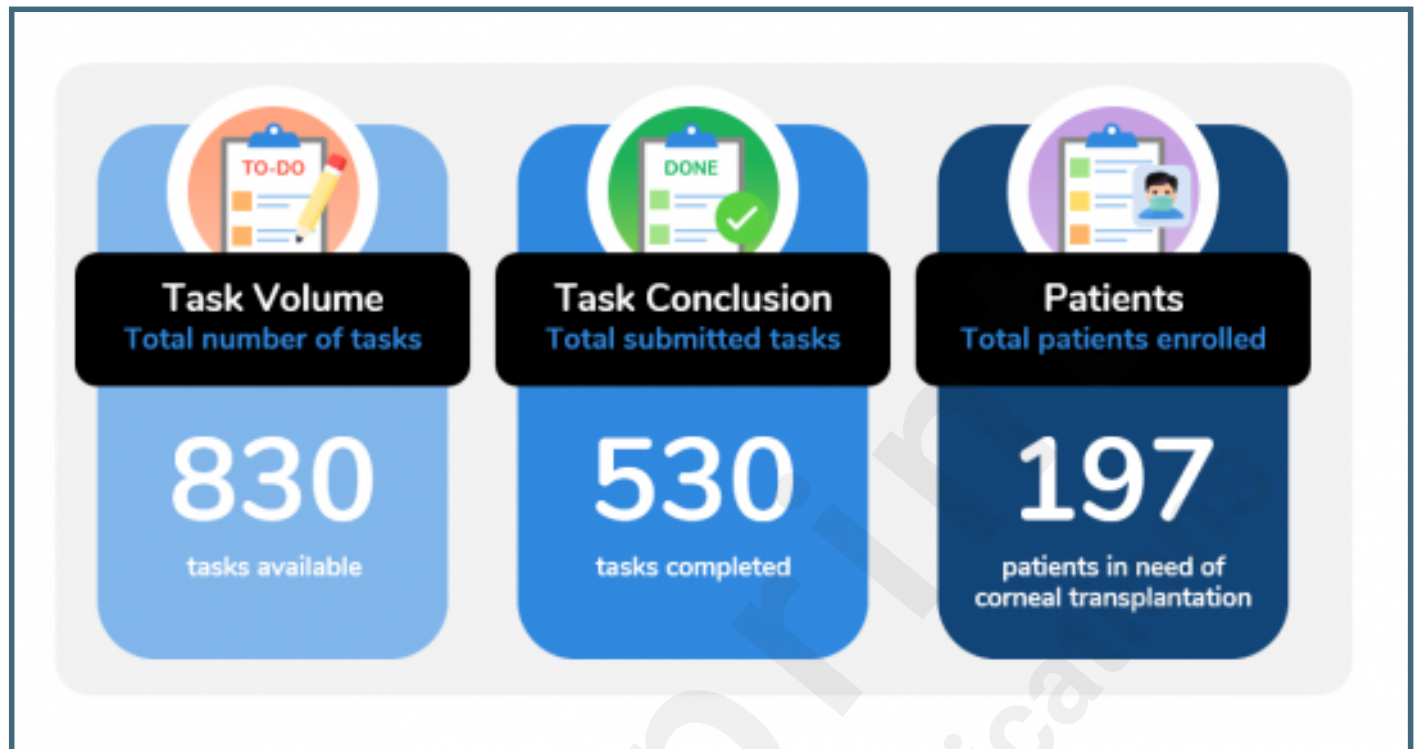 TO-DO
Task Volume
Total number of tasks
830
tasks available
DONE
Task Conclusion
Total submitted tasks
530
tasks completed
Patients
Total patients enrolled
197
patients in need of
corneal transplantation